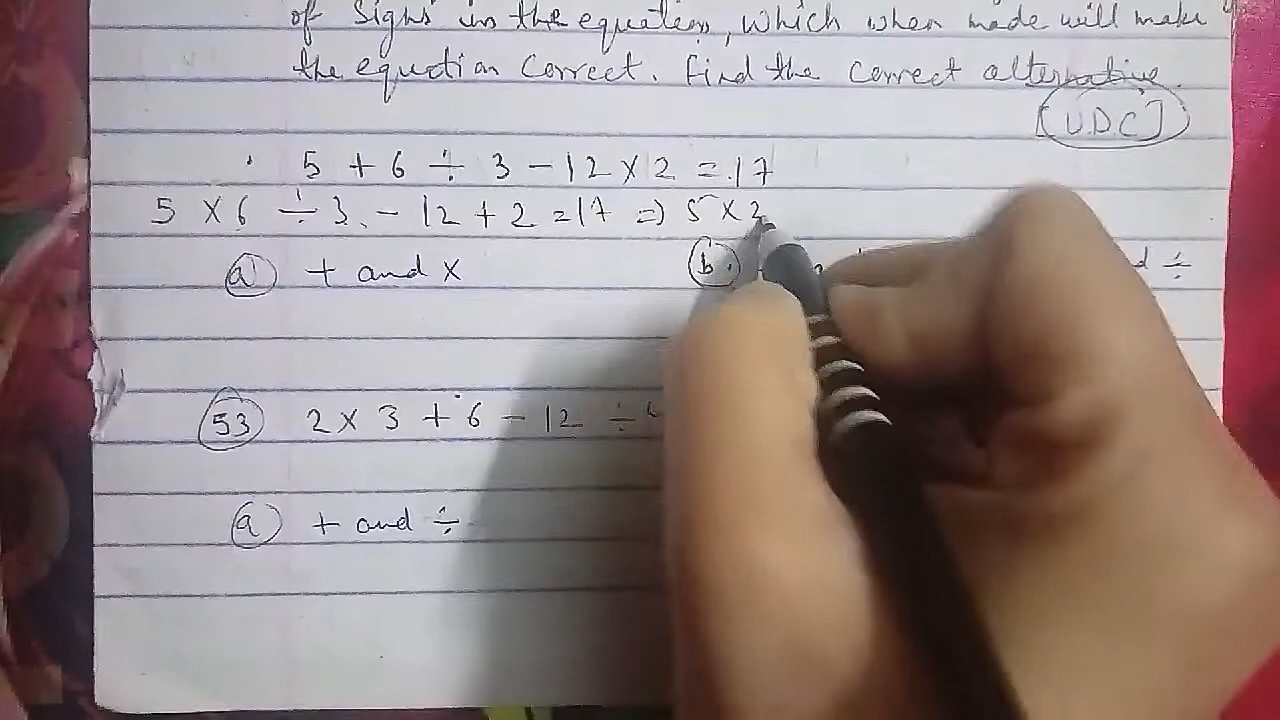 of Signs in the equation, which when made will make
the equation correct. Find the correct alternative.
[U.D.C]
5 + 6 ÷ 3 - 12 × 2 = 17
5 × 6 ÷ 3 - 12 + 2 = 17 ⇒ 5 × 2
(a) + and × (b) d ÷
(53) 2 × 3 + 6 - 12 ÷
(a) + and ÷